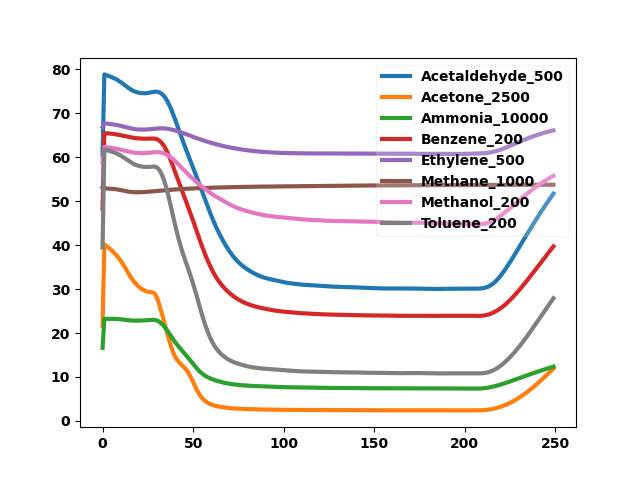 80
70
60
50
40
30
20
10
0
0 50 100 150 200 250
Acetaldehyde_500
Acetone_2500
Ammonia_10000
Benzene_200
Ethylene_500
Methane_1000
Methanol_200
Toluene_200